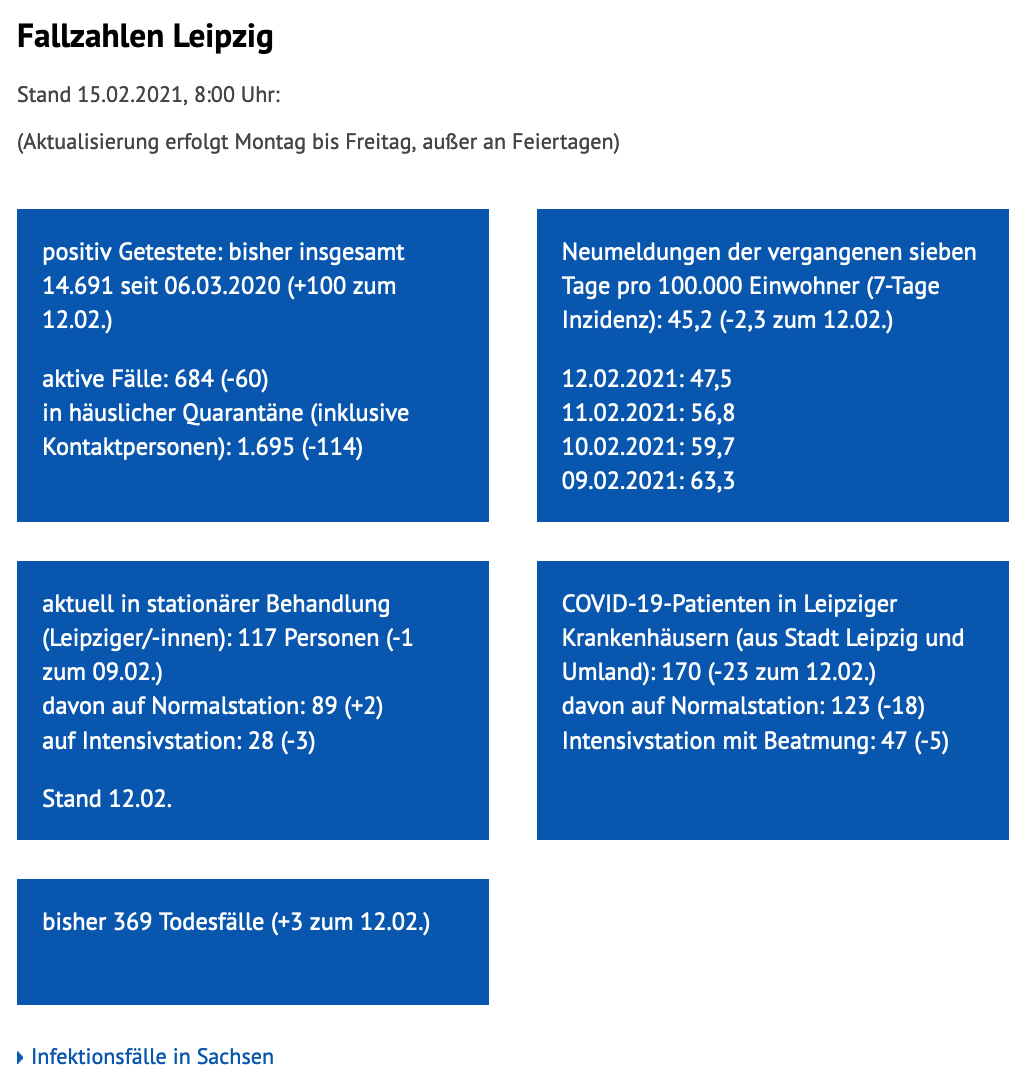 Fallzahlen Leipzig
Stand 15.02.2021, 8:00 Uhr:
(Aktualisierung erfolgt Montag bis Freitag, außer an Feiertagen)
positiv Getestete: bisher insgesamt
14.691 seit 06.03.2020 (+100 zum
12.02.)
aktive Fälle: 684 (-60)
in häuslicher Quarantäne (inklusive
Kontaktpersonen): 1.695 (-114)
Neumeldungen der vergangenen sieben
Tage pro 100.000 Einwohner (7-Tage
Inzidenz): 45,2 (-2,3 zum 12.02.)
12.02.2021: 47,5
11.02.2021: 56,8
10.02.2021: 59,7
09.02.2021: 63,3
aktuell in stationärer Behandlung
(Leipziger/-innen): 117 Personen (-1
zum 09.02.)
davon auf Normalstation: 89 (+2)
auf Intensivstation: 28 (-3)
Stand 12.02.
COVID-19-Patienten in Leipziger
Krankenhäusern (aus Stadt Leipzig und
Umland): 170 (-23 zum 12.02.)
davon auf Normalstation: 123 (-18)
Intensivstation mit Beatmung: 47 (-5)
bisher 369 Todesfälle (+3 zum 12.02.)
Infektionsfälle in Sachsen